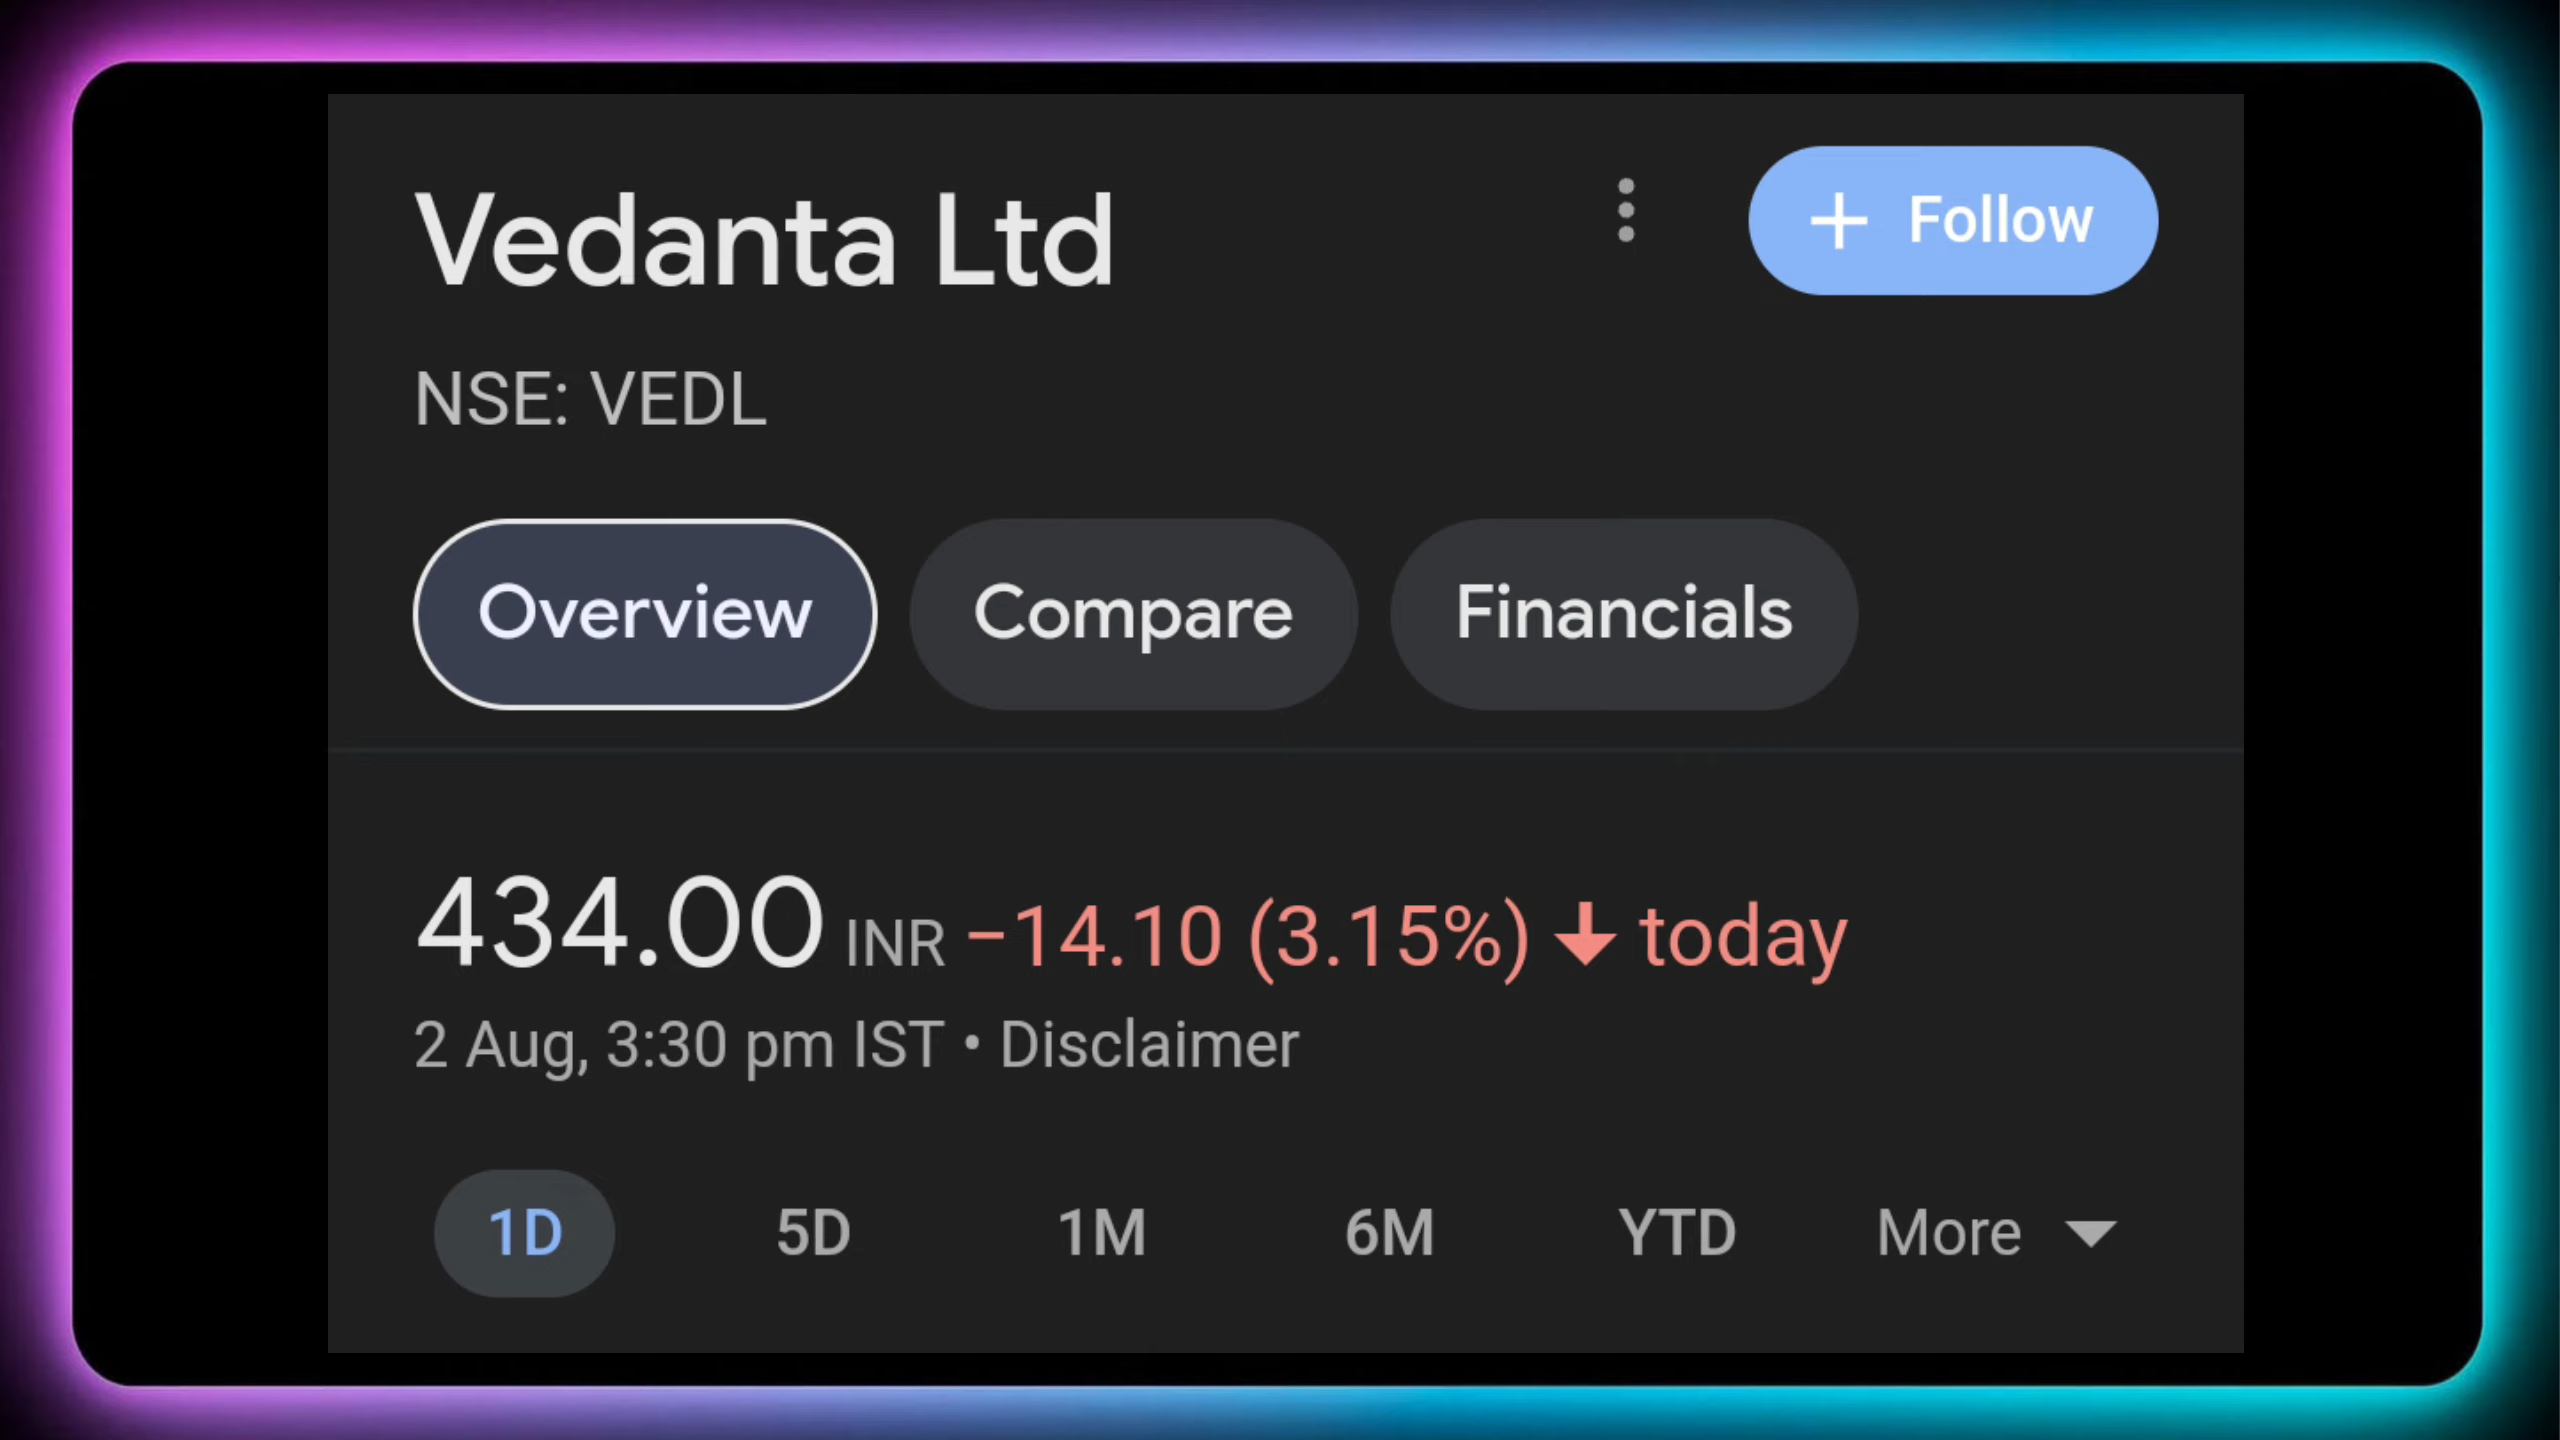 Vedanta Ltd
+ Follow
NSE: VEDL
Overview Compare Financials
434.00 INR −14.10 (3.15%) ↓ today
2 Aug, 3:30 pm IST • Disclaimer
1D 5D 1M 6M YTD More